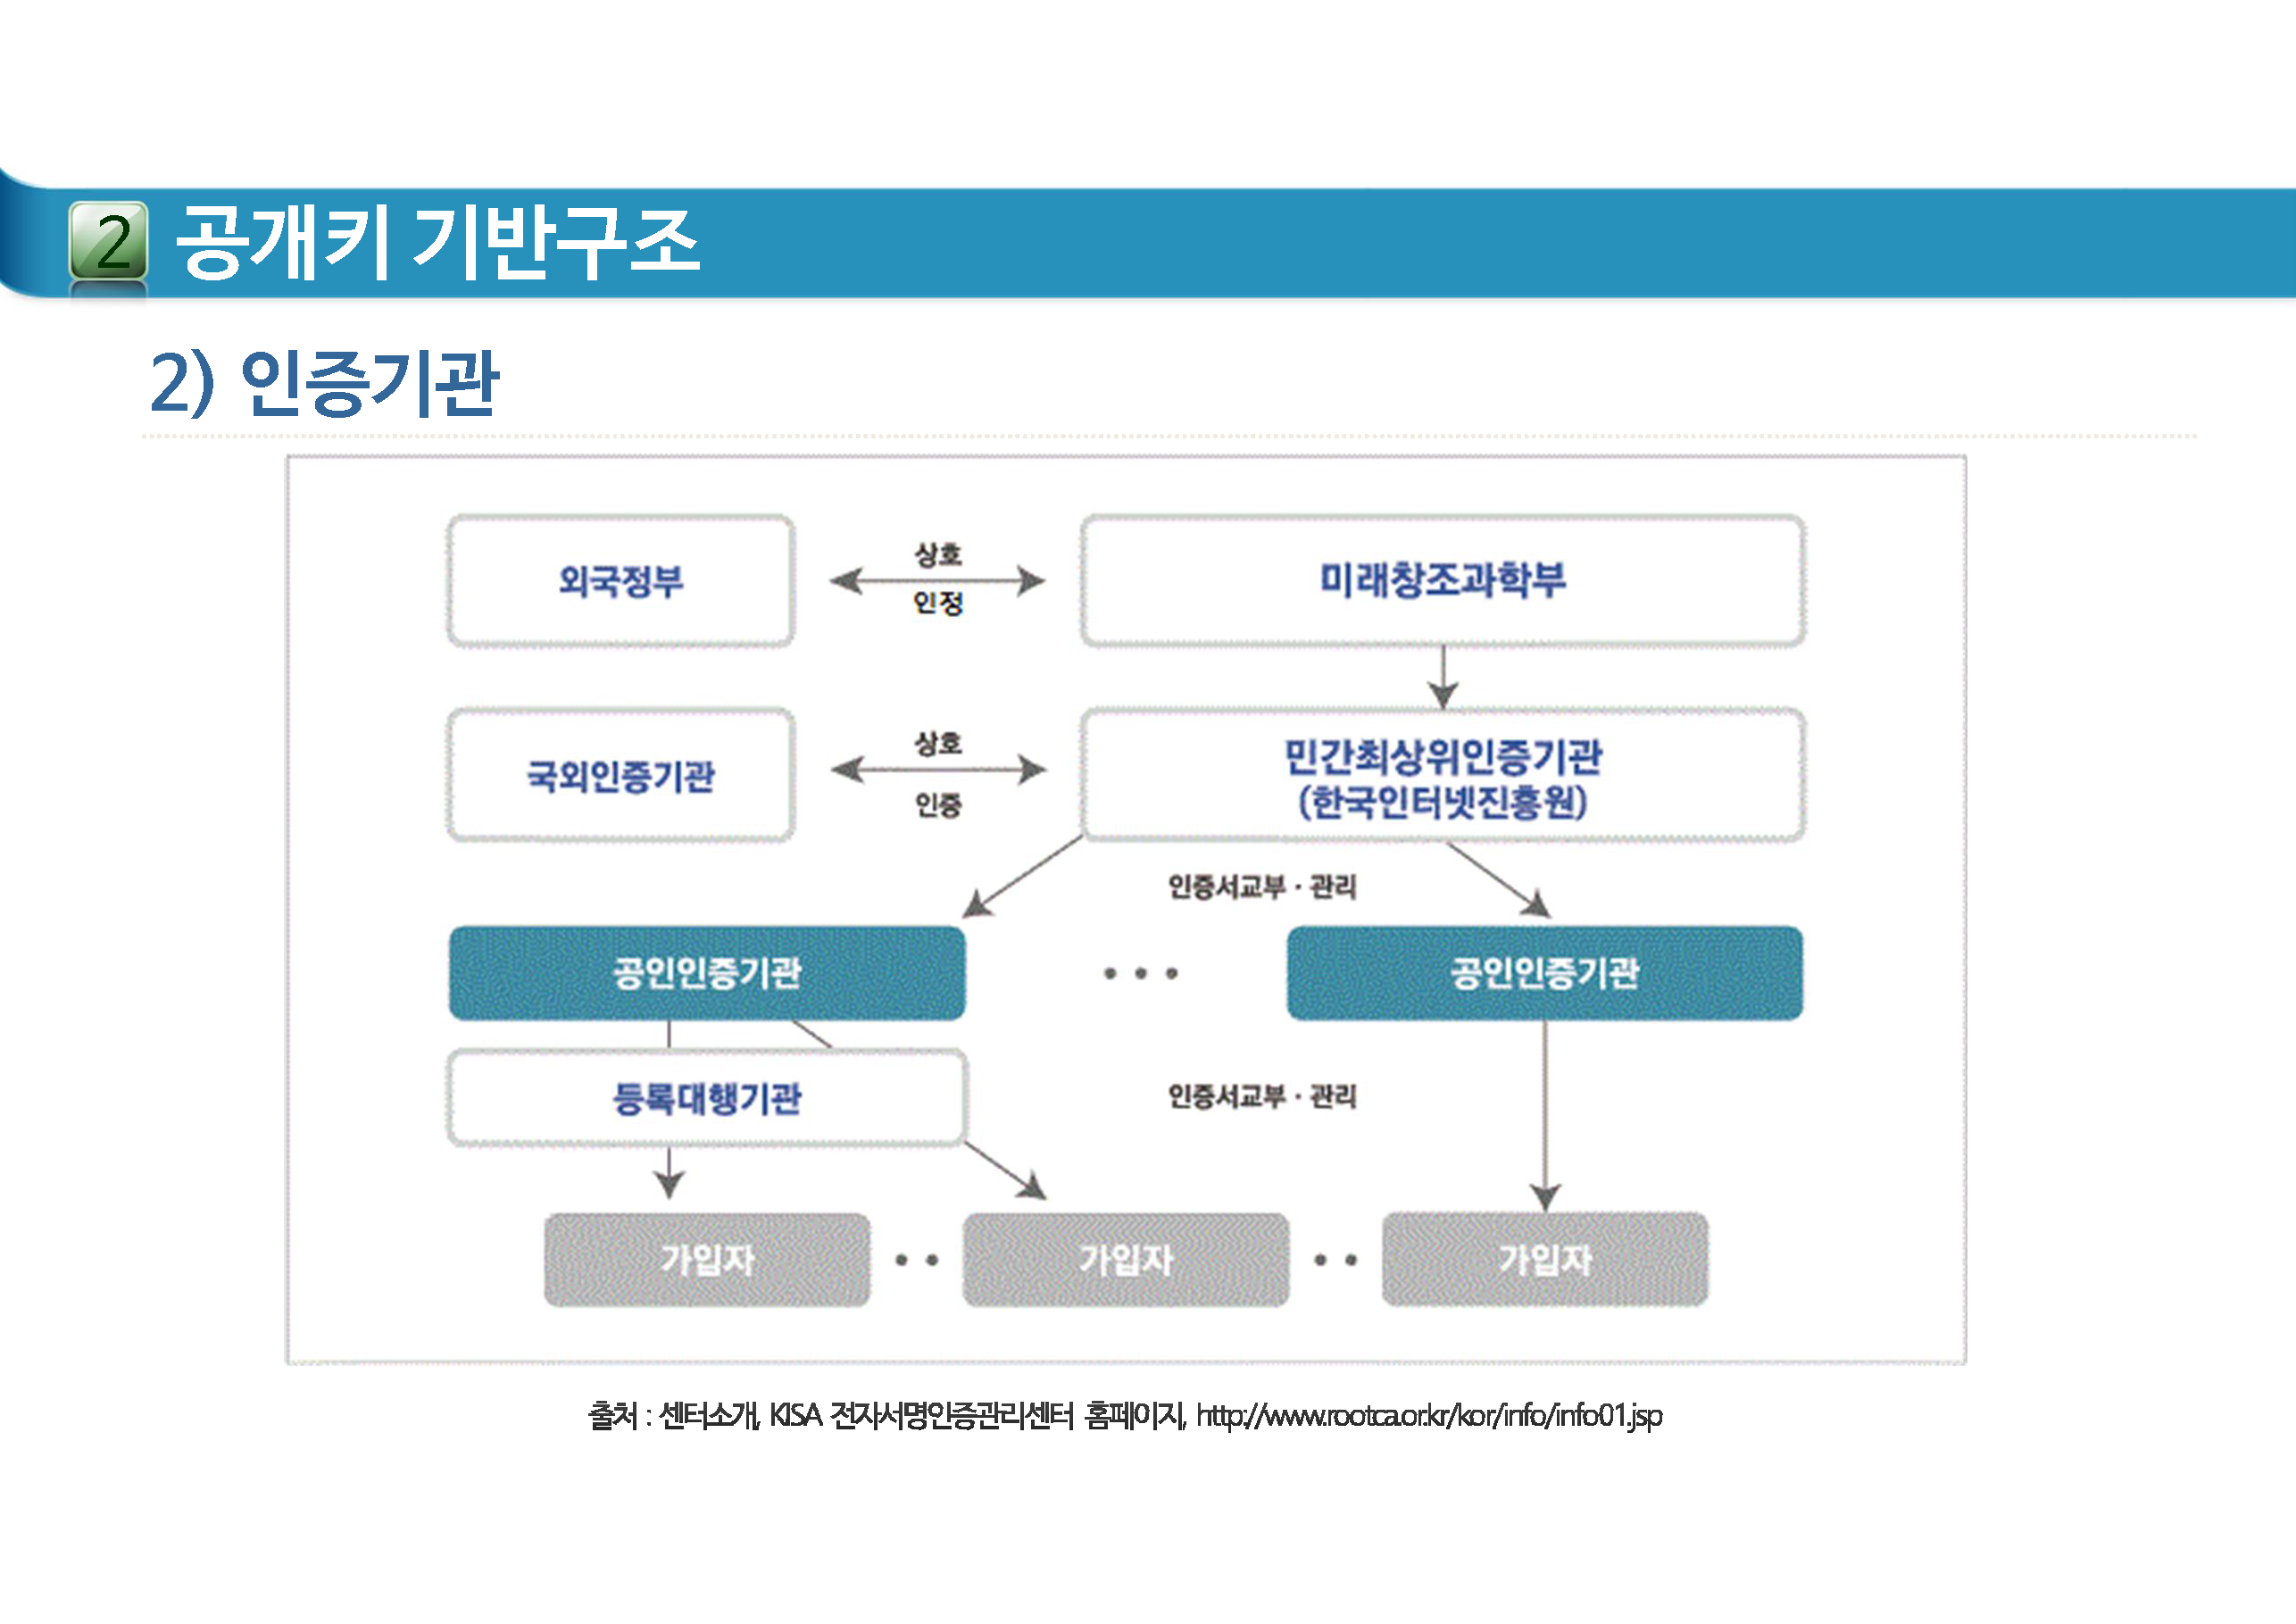 2 공개키 기반구조
2) 인증기관
외국정부
상호
인정
미래창조과학부
국외인증기관
상호
인증
민간최상위인증기관
(한국인터넷진흥원)
인증서교부 · 관리
공인인증기관
• • •
공인인증기관
등록대행기관
인증서교부 · 관리
가입자 • • 가입자 • • 가입자
출처 : 센터소개, KISA 전자서명인증관리센터 홈페이지, http://www.rootca.or.kr/kor/info/info01.jsp